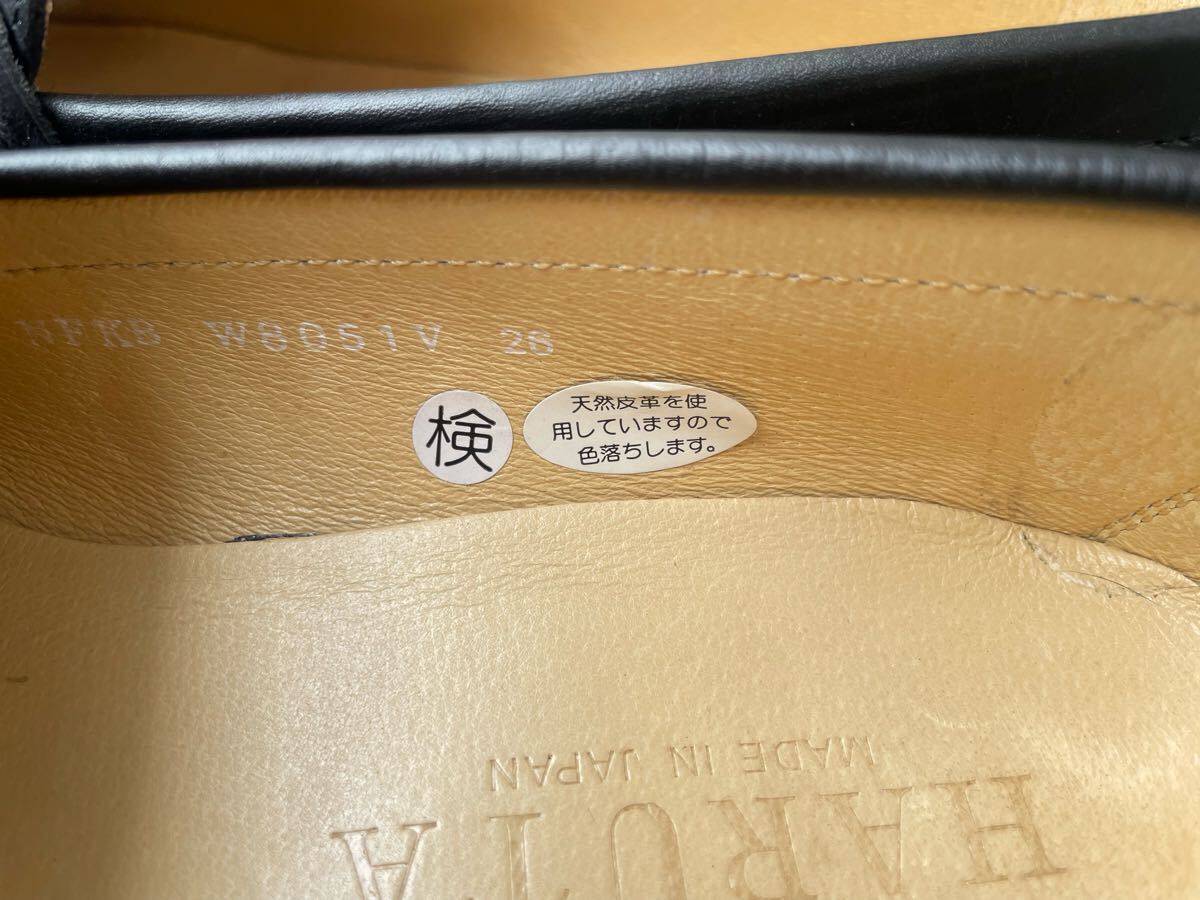 W8051V 26
検
天然皮革を使
用していますので
色落ちします。
MADE IN JAPAN
HARUTA